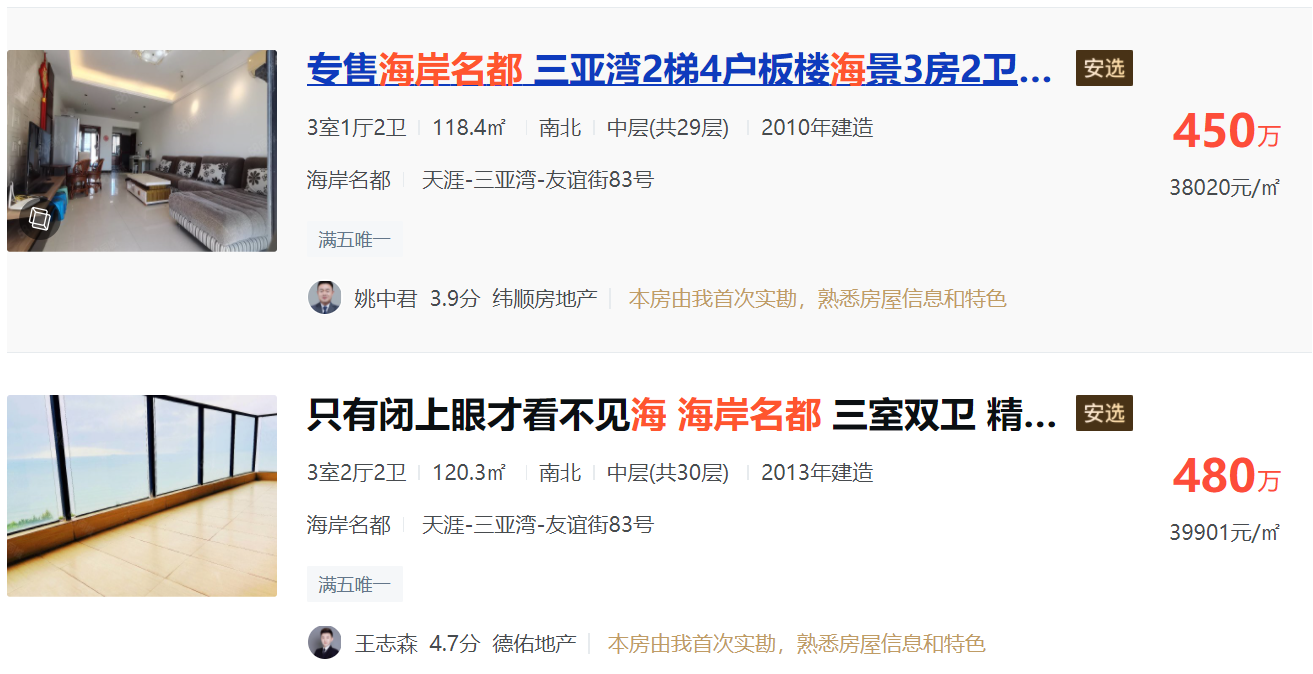 专售海岸名都 三亚湾2梯4户板楼海景3房2卫... 安选
3室1厅2卫 118.4㎡ 南北 中层(共29层) 2010年建造
450万
海岸名都 天涯-三亚湾-友谊街83号
38020元/㎡
满五唯一
姚中君 3.9分 纬顺房地产 本房由我首次实勘，熟悉房屋信息和特色
只有闭上眼才看不见海 海岸名都 三室双卫 精... 安选
3室2厅2卫 120.3㎡ 南北 中层(共30层) 2013年建造
480万
海岸名都 天涯-三亚湾-友谊街83号
39901元/㎡
满五唯一
王志森 4.7分 德佑地产 本房由我首次实勘，熟悉房屋信息和特色